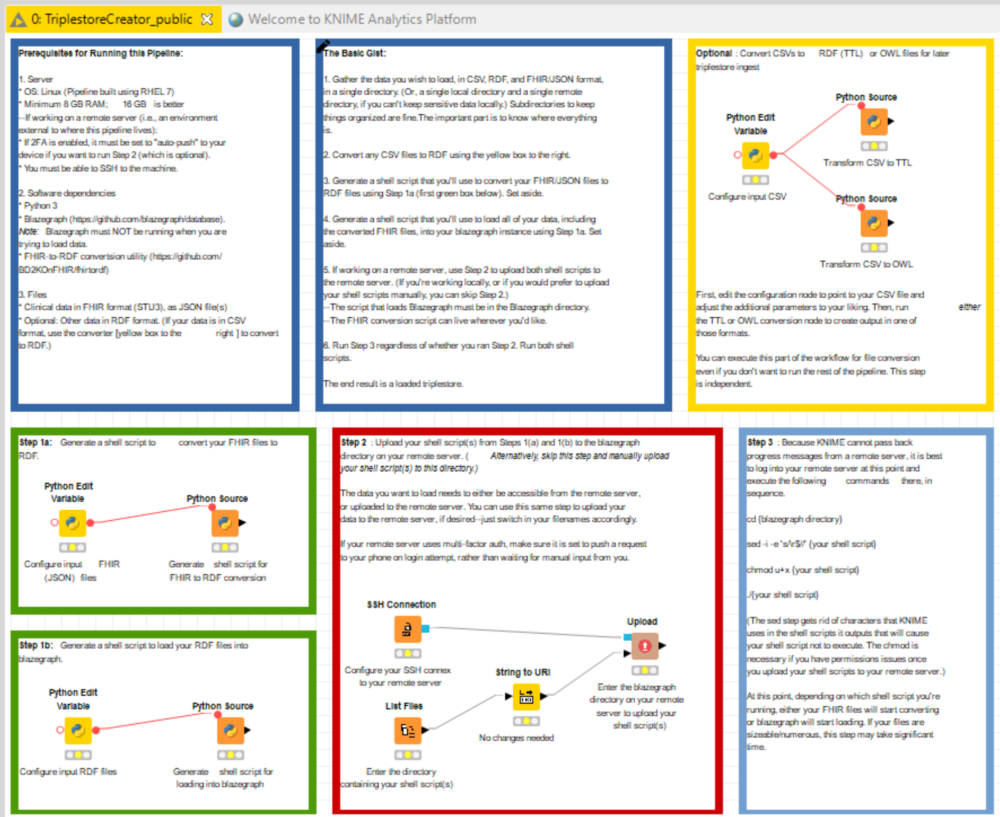 0: TriplestoreCreator_public
Welcome to KNIME Analytics Platform
Prerequisites for Running this Pipeline:
1. Server
* OS: Linux (Pipeline built using RHEL 7)
* Minimum 8 GB RAM; 16 GB is better
--If working on a remote server (i.e., an environment
external to where this pipeline lives):
* If 2FA is enabled, it must be set to "auto-push" to your
device if you want to run Step 2 (which is optional).
* You must be able to SSH to the machine.
2. Software dependencies
* Python 3
* Blazegraph (https://github.com/blazegraph/database).
Note: Blazegraph must NOT be running when you are
trying to load data.
* FHIR-to-RDF convertsion utility (https://github.com/
BD2KOnFHIR/fhirtordf)
3. Files
* Clinical data in FHIR format (STU3), as JSON file(s)
* Optional: Other data in RDF format. (If your data is in CSV
format, use the converter [yellow box to the right ] to convert
to RDF.)
The Basic Gist:
1. Gather the data you wish to load, in CSV, RDF, and FHIR/JSON format,
in a single directory. (Or, a single local directory and a single remote
directory, if you can't keep sensitive data locally.) Subdirectories to keep
things organized are fine.The important part is to know where everything
is.
2. Convert any CSV files to RDF using the yellow box to the right.
3. Generate a shell script that you'll use to convert your FHIR/JSON files to
RDF files using Step 1a (first green box below). Set aside.
4. Generate a shell script that you'll use to load all of your data, including
the converted FHIR files, into your blazegraph instance using Step 1a. Set
aside.
5. If working on a remote server, use Step 2 to upload both shell scripts to
the remote server. (If you're working locally, or if you would prefer to upload
your shell scripts manually, you can skip Step 2.)
--The script that loads Blazegraph must be in the Blazegraph directory.
--The FHIR conversion script can live wherever you'd like.
6. Run Step 3 regardless of whether you ran Step 2. Run both shell
scripts.
The end result is a loaded triplestore.
Optional : Convert CSVs to RDF (TTL) or OWL files for later
triplestore ingest
Python Source
Python Edit
Variable
Transform CSV to TTL
Configure input CSV
Python Source
Transform CSV to OWL
First, edit the configuration node to point to your CSV file and
adjust the additional parameters to your liking. Then, run either
the TTL or OWL conversion node to create output in one of
those formats.
You can execute this part of the workflow for file conversion
even if you don't want to run the rest of the pipeline. This step
is independent.
Step 1a: Generate a shell script to convert your FHIR files to
RDF.
Python Edit
Variable
Python Source
Configure input FHIR
(JSON) files
Generate shell script for
FHIR to RDF conversion
Step 1b: Generate a shell script to load your RDF files into
blazegraph.
Python Edit
Variable
Python Source
Configure input RDF files
Generate shell script for
loading into blazegraph
Step 2 : Upload your shell script(s) from Steps 1(a) and 1(b) to the blazegraph
directory on your remote server. ( Alternatively, skip this step and manually upload
your shell script(s) to this directory.)
The data you want to load needs to either be accessible from the remote server,
or uploaded to the remote server. You can use this same step to upload your
data to the remote server, if desired--just switch in your filenames accordingly.
If your remote server uses multi-factor auth, make sure it is set to push a request
to your phone on login attempt, rather than waiting for manual input from you.
SSH Connection
Configure your SSH connex
to your remote server
List Files
Enter the directory
containing your shell script(s)
String to URI
No changes needed
Upload
Enter the blazegraph
directory on your remote
server to upload your
shell script(s)
Step 3 : Because KNIME cannot pass back
progress messages from a remote server, it is best
to log into your remote server at this point and
execute the following commands there, in
sequence.
cd {blazegraph directory}
sed -i -e 's/\r$//' {your shell script}
chmod u+x {your shell script}
./{your shell script}
(The sed step gets rid of characters that KNIME
uses in the shell scripts it outputs that will cause
your shell script not to execute. The chmod is
necessary if you have permissions issues once
you upload your shell scripts to your remote server.)
At this point, depending on which shell script you're
running, either your FHIR files will start converting
or blazegraph will start loading. If your files are
sizeable/numerous, this step may take significant
time.